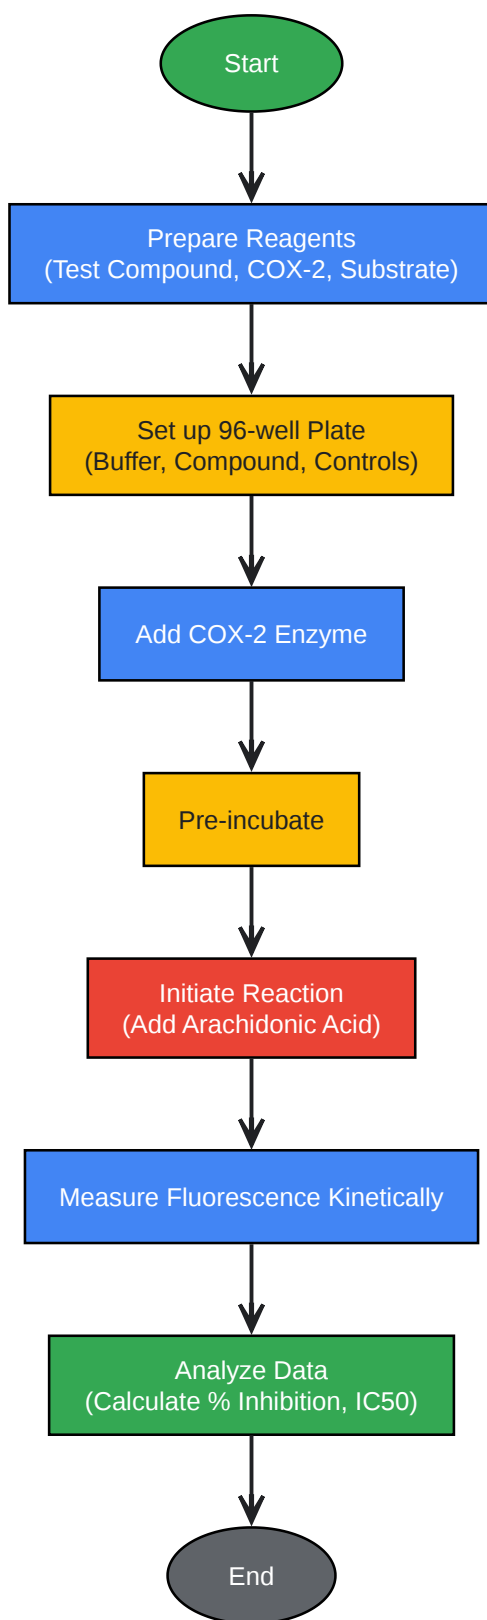 Start
Prepare Reagents
(Test Compound, COX-2, Substrate)
Set up 96-well Plate
(Buffer, Compound, Controls)
Add COX-2 Enzyme
Pre-incubate
Initiate Reaction
(Add Arachidonic Acid)
Measure Fluorescence Kinetically
Analyze Data
(Calculate % Inhibition, IC50)
End